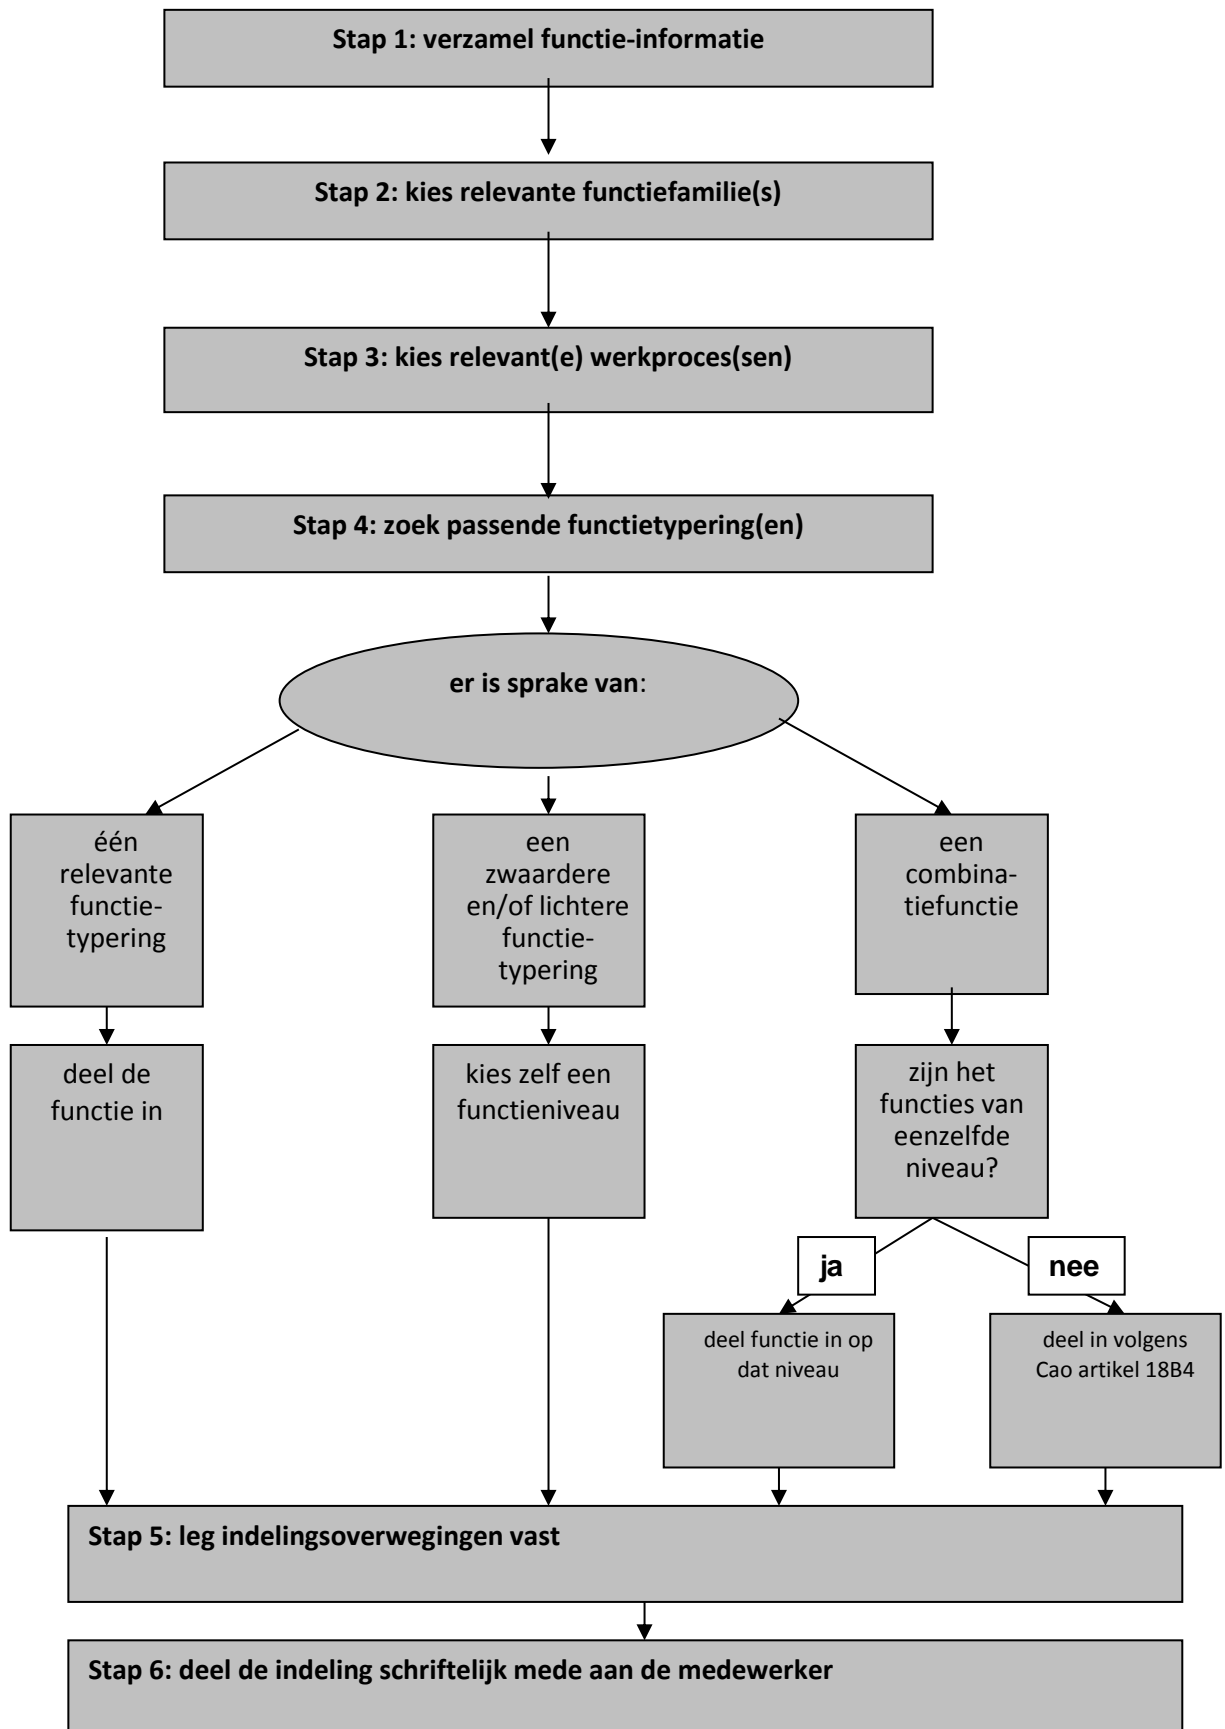 Stap 1: verzamel functie-informatie
Stap 2: kies relevante functiefamilie(s)
Stap 3: kies relevant(e) werkproces(sen)
Stap 4: zoek passende functietypering(en)
er is sprake van:
één
relevante
functie-
typering
een
zwaardere
en/of lichtere
functie-
typering
een
combina-
tiefunctie
deel de
functie in
kies zelf een
functieniveau
zijn het
functies van
eenzelfde
niveau?
ja
nee
deel functie in op
dat niveau
deel in volgens
Cao artikel 18B4
Stap 5: leg indelingsoverwegingen vast
Stap 6: deel de indeling schriftelijk mede aan de medewerker